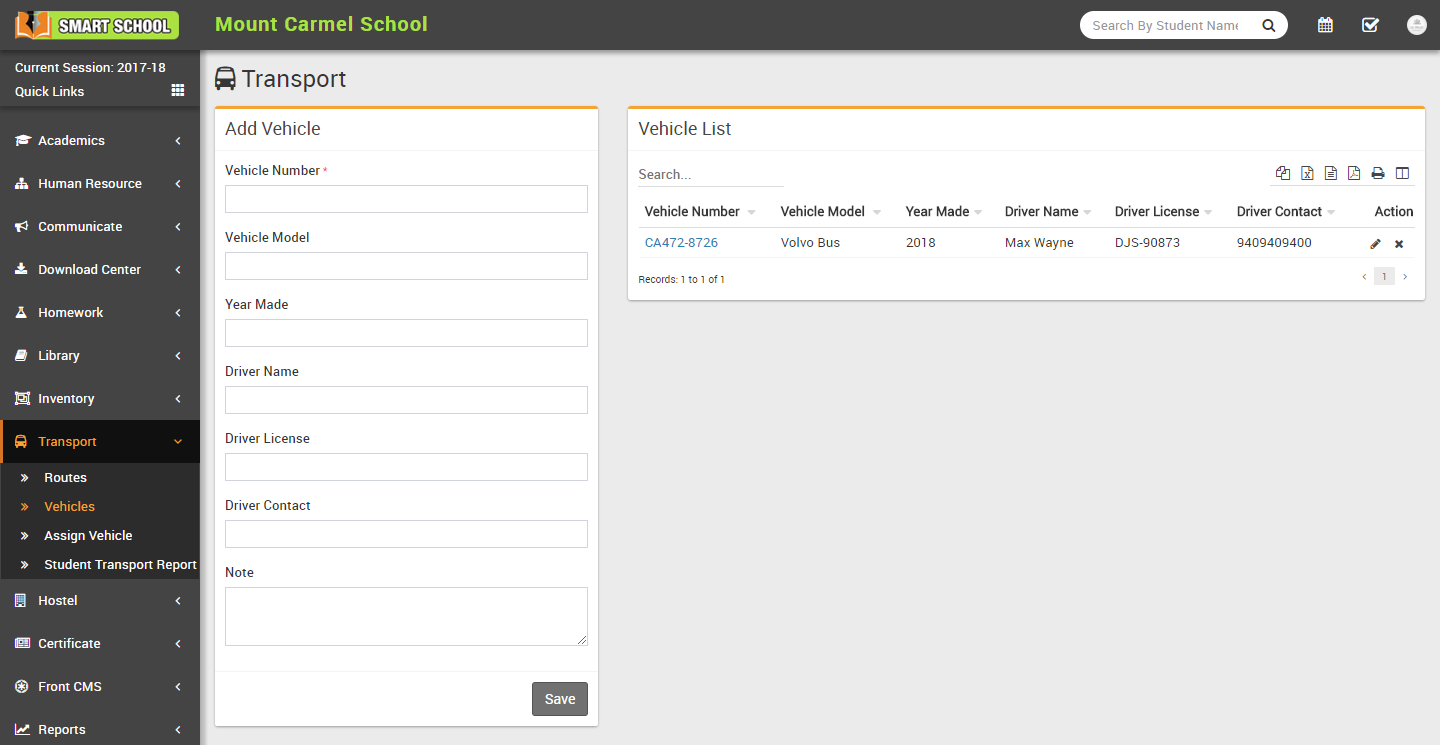 SMART SCHOOL
Mount Carmel School
Search By Student Name
Current Session: 2017-18
Quick Links
Academics
Human Resource
Communicate
Download Center
Homework
Library
Inventory
Transport
Routes
Vehicles
Assign Vehicle
Student Transport Report
Hostel
Certificate
Front CMS
Reports
Transport
Add Vehicle
Vehicle Number *
Vehicle Model
Year Made
Driver Name
Driver License
Driver Contact
Note
Save
Vehicle List
Search...
Vehicle Number Vehicle Model Year Made Driver Name Driver License Driver Contact Action
CA472-8726 Volvo Bus 2018 Max Wayne DJS-90873 9409409400
Records: 1 to 1 of 1
1